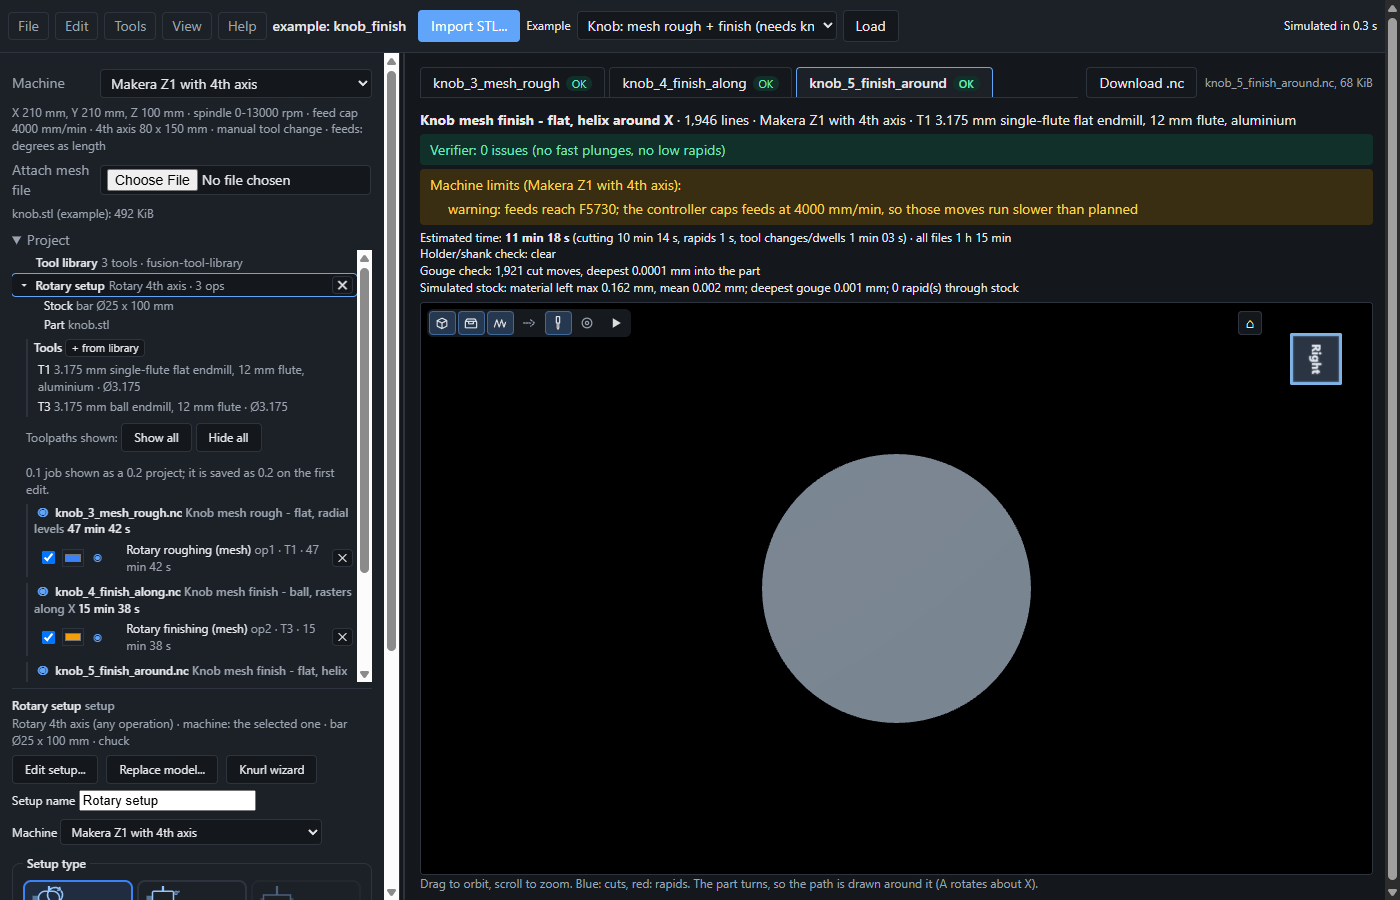 File Edit Tools View Help example: knob_finish Import STL... Example Knob: mesh rough + finish (needs kn Load Simulated in 0.3 s
Machine Makera Z1 with 4th axis
X 210 mm, Y 210 mm, Z 100 mm · spindle 0-13000 rpm · feed cap
4000 mm/min · 4th axis 80 x 150 mm · manual tool change · feeds:
degrees as length
Attach mesh
file
Choose File No file chosen
knob.stl (example): 492 KiB
Project
Tool library 3 tools · fusion-tool-library
Rotary setup Rotary 4th axis · 3 ops
Stock bar Ø25 x 100 mm
Part knob.stl
Tools + from library
T1 3.175 mm single-flute flat endmill, 12 mm flute,
aluminium · Ø3.175
T3 3.175 mm ball endmill, 12 mm flute · Ø3.175
Toolpaths shown: Show all Hide all
0.1 job shown as a 0.2 project; it is saved as 0.2 on the first
edit.
knob_3_mesh_rough.nc Knob mesh rough - flat, radial
levels 47 min 42 s
Rotary roughing (mesh) op1 · T1 · 47
min 42 s
knob_4_finish_along.nc Knob mesh finish - ball, rasters
along X 15 min 38 s
Rotary finishing (mesh) op2 · T3 · 15
min 38 s
knob_5_finish_around.nc Knob mesh finish - flat, helix
Rotary setup setup
Rotary 4th axis (any operation) · machine: the selected one · bar
Ø25 x 100 mm · chuck
Edit setup... Replace model... Knurl wizard
Setup name Rotary setup
Machine Makera Z1 with 4th axis
Setup type
knob_3_mesh_rough OK knob_4_finish_along OK knob_5_finish_around OK Download .nc knob_5_finish_around.nc, 68 KiB
Knob mesh finish - flat, helix around X · 1,946 lines · Makera Z1 with 4th axis · T1 3.175 mm single-flute flat endmill, 12 mm flute, aluminium
Verifier: 0 issues (no fast plunges, no low rapids)
Machine limits (Makera Z1 with 4th axis):
warning: feeds reach F5730; the controller caps feeds at 4000 mm/min, so those moves run slower than planned
Estimated time: 11 min 18 s (cutting 10 min 14 s, rapids 1 s, tool changes/dwells 1 min 03 s) · all files 1 h 15 min
Holder/shank check: clear
Gouge check: 1,921 cut moves, deepest 0.0001 mm into the part
Simulated stock: material left max 0.162 mm, mean 0.002 mm; deepest gouge 0.001 mm; 0 rapid(s) through stock
Right
Drag to orbit, scroll to zoom. Blue: cuts, red: rapids. The part turns, so the path is drawn around it (A rotates about X).